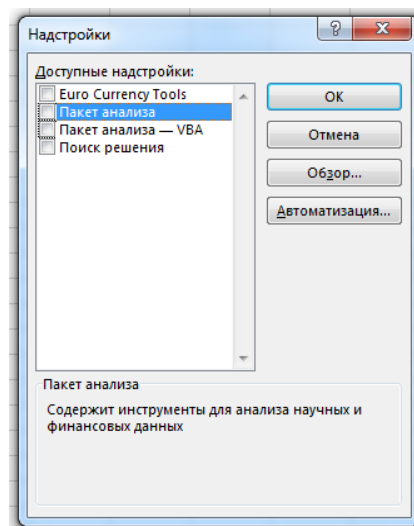 Надстройки
?
X
Доступные надстройки:
Euro Currency Tools
Пакет анализа
Пакет анализа — VBA
Поиск решения
ОК
Отмена
Обзор...
Автоматизация...
Пакет анализа
Содержит инструменты для анализа научных и
финансовых данных